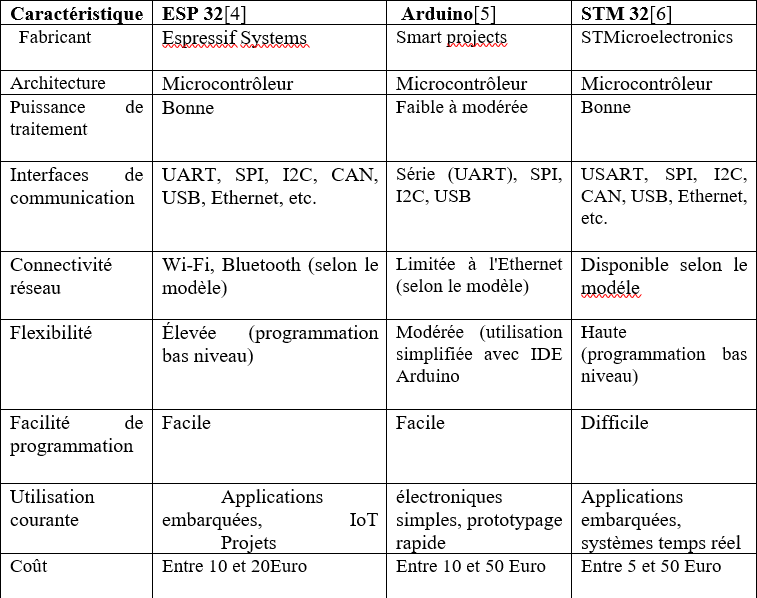 Caractéristique ESP 32[4] Arduino[5] STM 32[6]
Fabricant Espressif Systems Smart projects STMicroelectronics
Architecture Microcontrôleur Microcontrôleur Microcontrôleur
Puissance de Bonne Faible à modérée Bonne
traitement
Interfaces de UART, SPI, I2C, CAN, Série (UART), SPI, USART, SPI, I2C,
communication USB, Ethernet, etc. I2C, USB CAN, USB, Ethernet,
etc.
Connectivité Wi-Fi, Bluetooth (selon le Limitée à l'Ethernet Disponible selon le
réseau modèle) (selon le modèle) modéle
Flexibilité Élevée (programmation Modérée (utilisation Haute
bas niveau) simplifiée avec IDE (programmation bas
Arduino niveau)
Facilité de Facile Facile Difficile
programmation
Utilisation Applications électroniques Applications
courante embarquées, IoT simples, prototypage embarquées,
Projets rapide systèmes temps réel
Coût Entre 10 et 20Euro Entre 10 et 50 Euro Entre 5 et 50 Euro